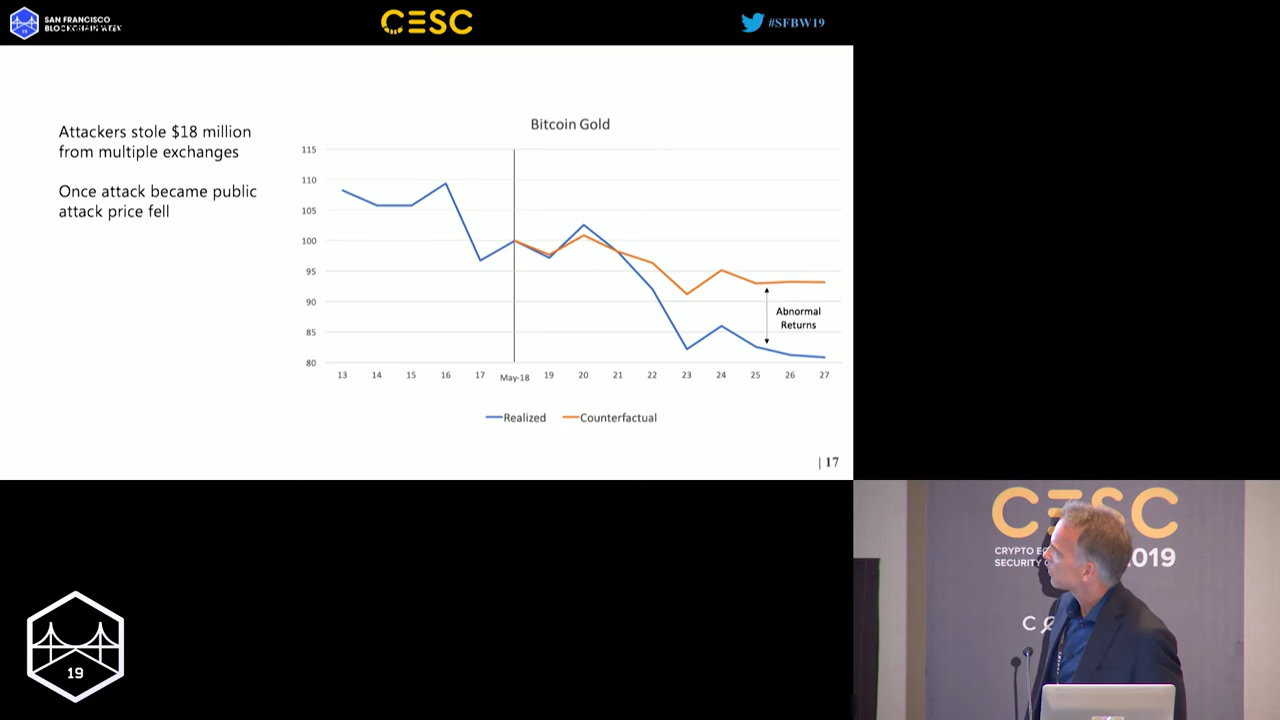 SAN FRANCISCO
BLOCKCHAIN WEEK
19
CESC
#SFBW19
Attackers stole $18 million
from multiple exchanges
Once attack became public
attack price fell
Bitcoin Gold
115
110
105
100
95
90
85
80
13 14 15 16 17 May-18 19 20 21 22 23 24 25 26 27
Abnormal
Returns
Realized Counterfactual
| 17
19
CESC
CRYPTO EC
SECURITY 2019
C